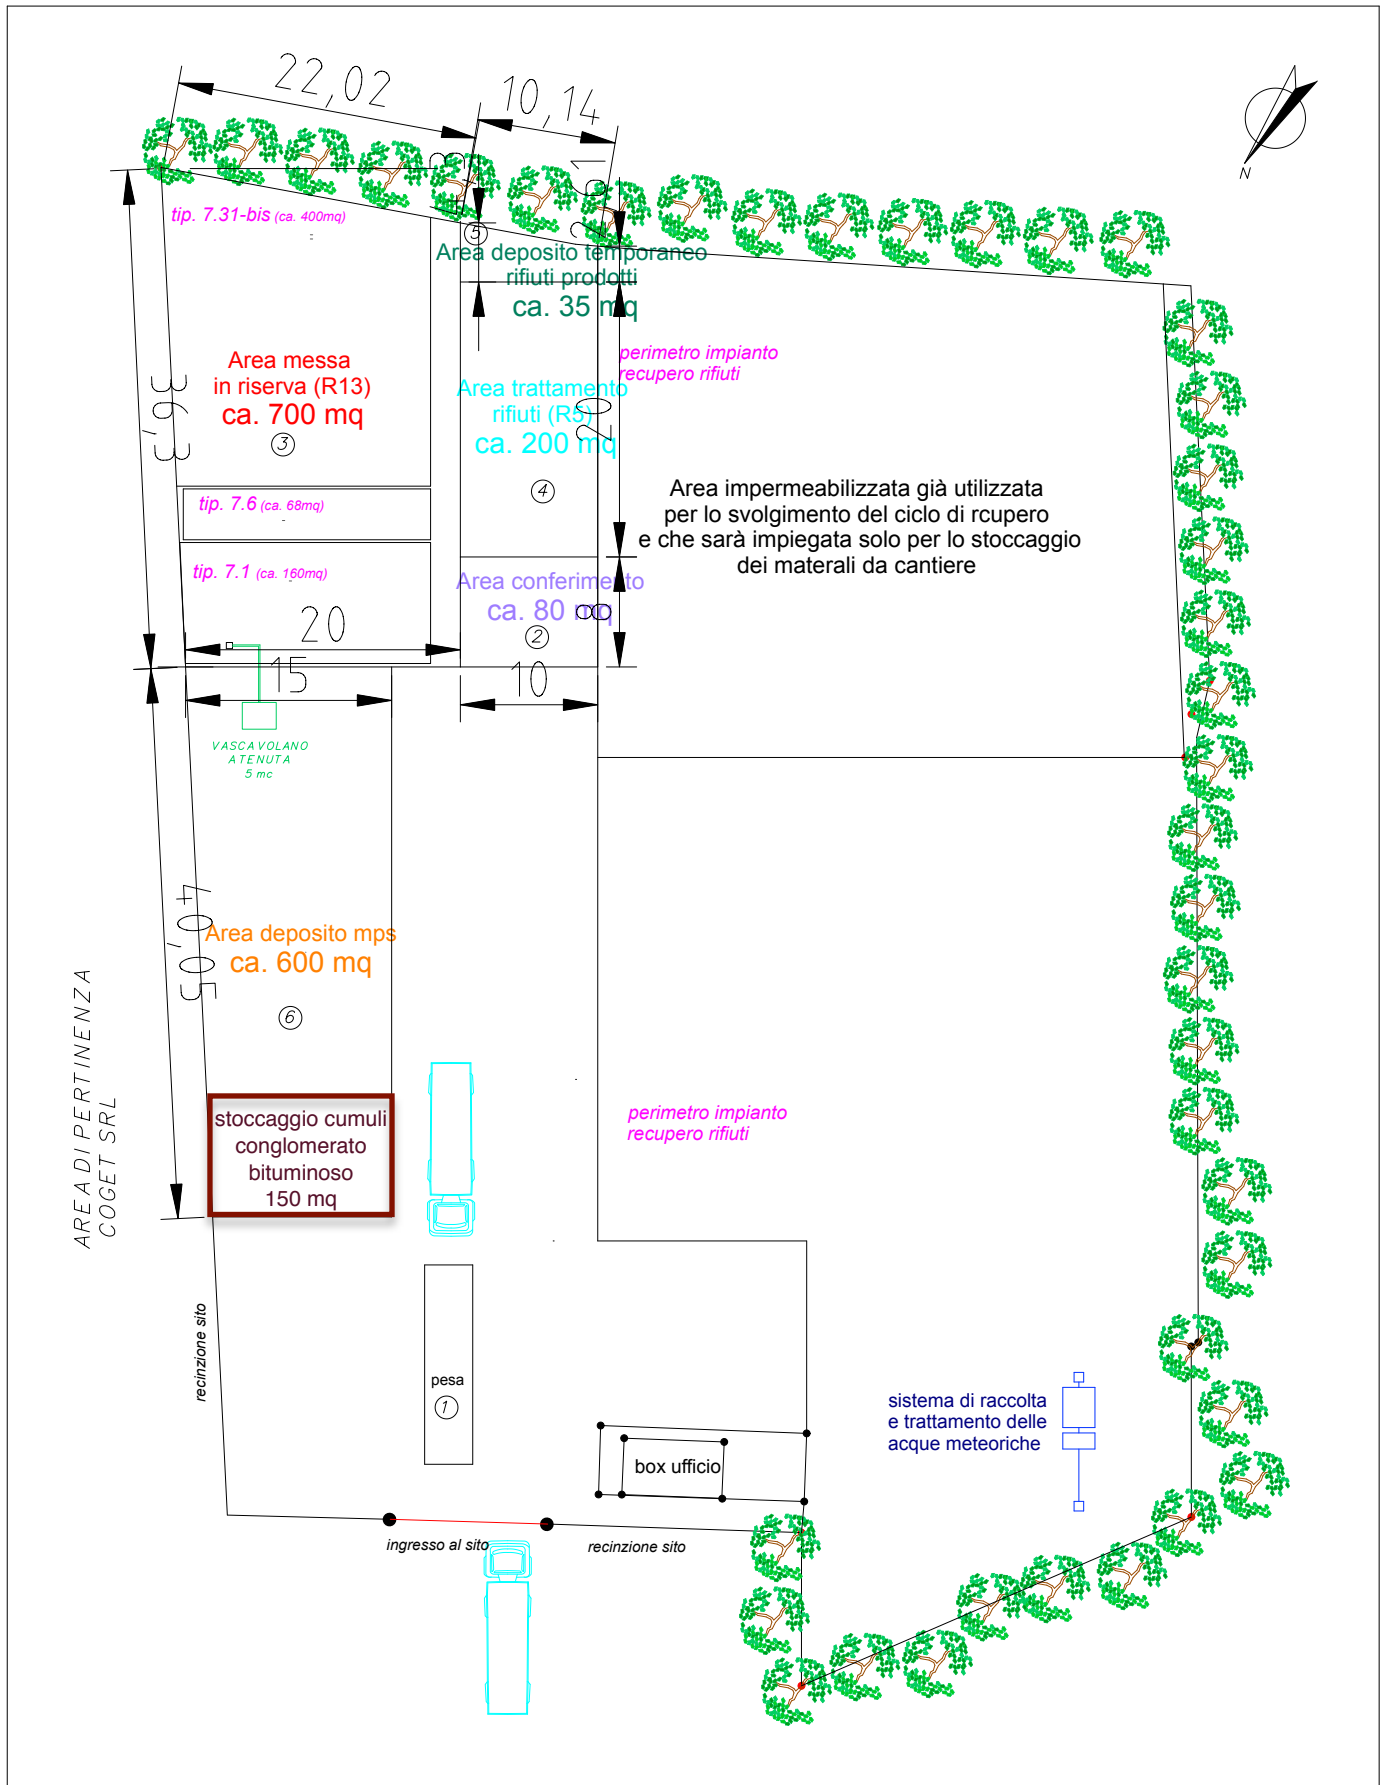 22,02
10,14
N
tip. 7.31-bis (ca. 400mq)
2,61
5
Area deposito temporaneo
rifiuti prodotti
ca. 35 mq
perimetro impianto
recupero rifiuti
Area messa
in riserva (R13)
ca. 700 mq
3
36,3
Area trattamento
rifiuti (R5)
ca. 200 mq
20
4
Area impermeabilizzata già utilizzata
per lo svolgimento del ciclo di rcupero
e che sarà impiegata solo per lo stoccaggio
dei materali da cantiere
tip. 7.6 (ca. 68mq)
tip. 7.1 (ca. 160mq)
Area conferimento
ca. 80 mq
8
2
20
15
10
VASCA VOLANO
A TENUTA
5 mc
40,05
Area deposito mps
ca. 600 mq
6
AREA DI PERTINENZA
COGET SRL
stoccaggio cumuli
conglomerato
bituminoso
150 mq
perimetro impianto
recupero rifiuti
recinzione sito
pesa
1
box ufficio
sistema di raccolta
e trattamento delle
acque meteoriche
ingresso al sito
recinzione sito